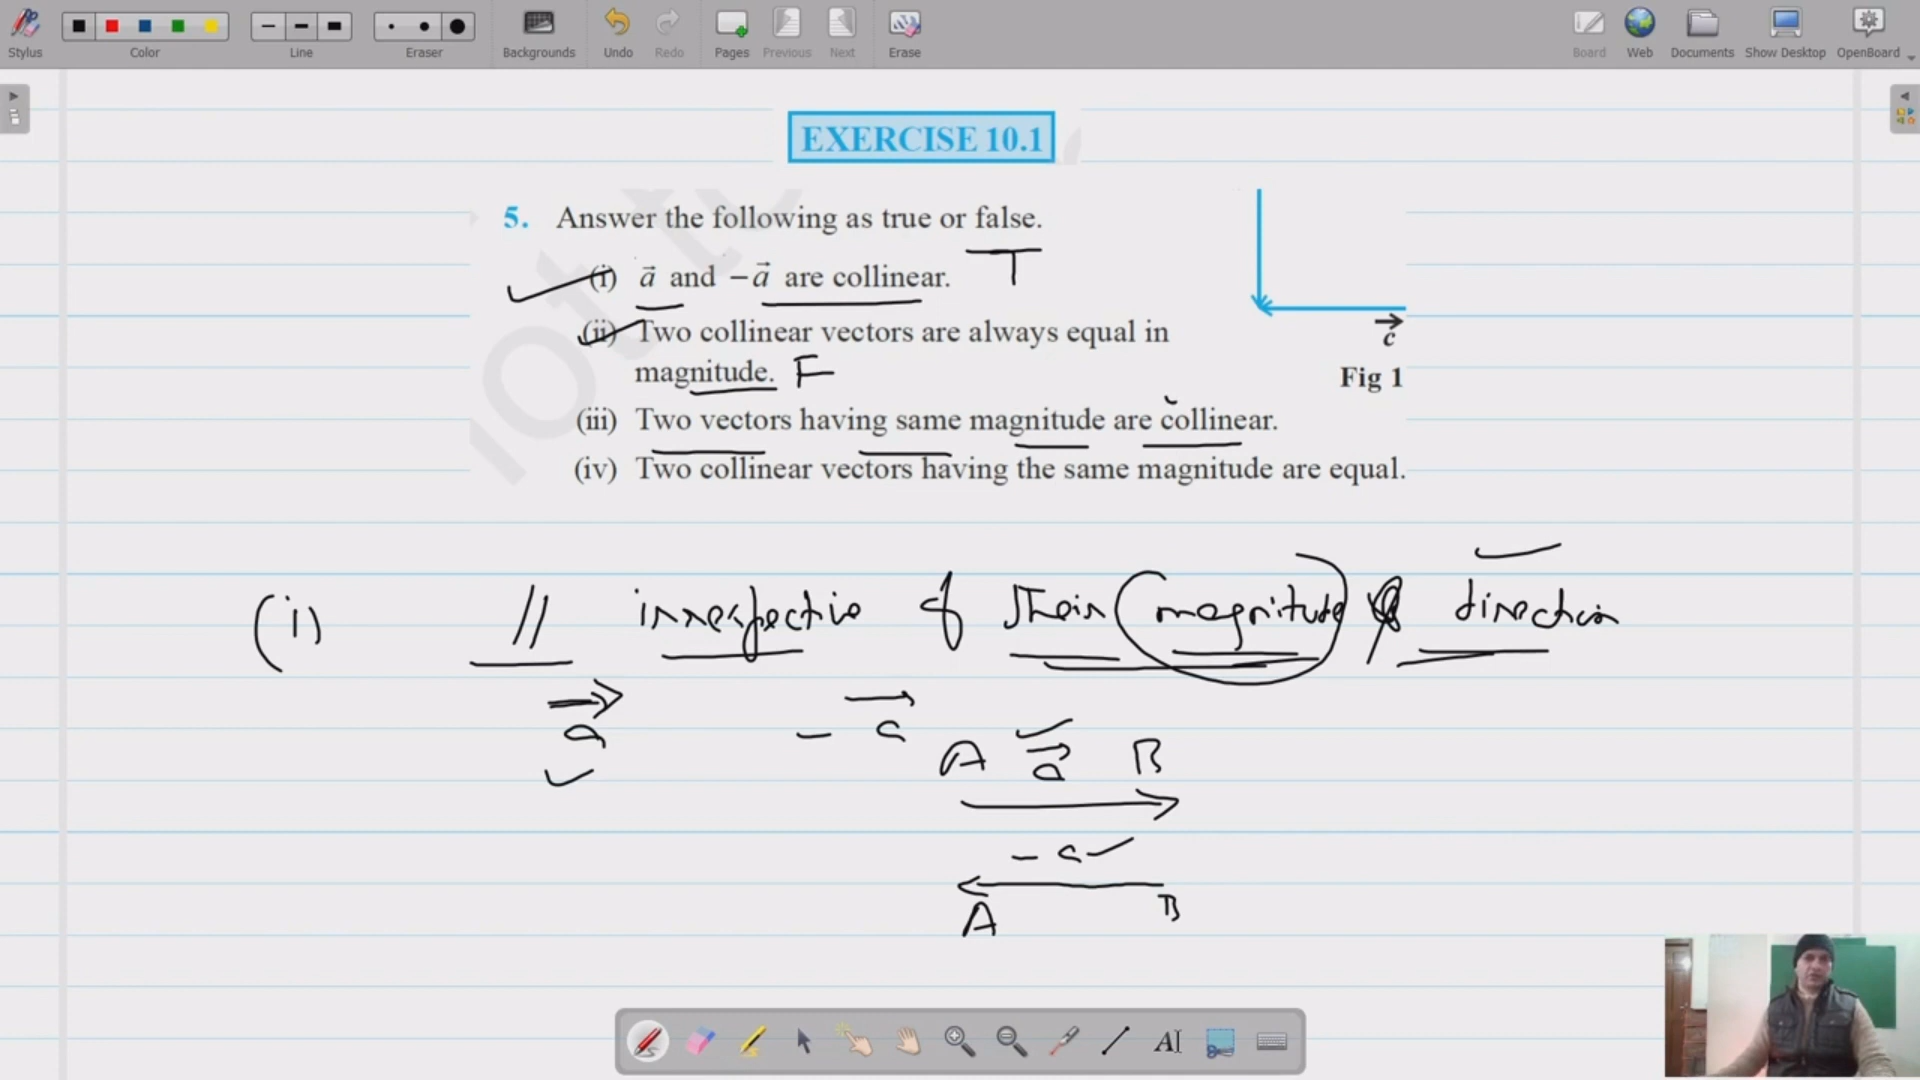 Stylus Color Line Eraser Backgrounds Undo Redo Pages Previous Next Erase Board Web Documents Show Desktop OpenBoard
EXERCISE 10.1
5. Answer the following as true or false.
(i) a⃗ and −a⃗ are collinear. T
(ii) Two collinear vectors are always equal in
magnitude. F
(iii) Two vectors having same magnitude are collinear.
(iv) Two collinear vectors having the same magnitude are equal.
c⃗
Fig 1
(i) // irrespective of their magnitude & direction
a⃗ − a⃗
A a⃗ B
− a
A B
AI